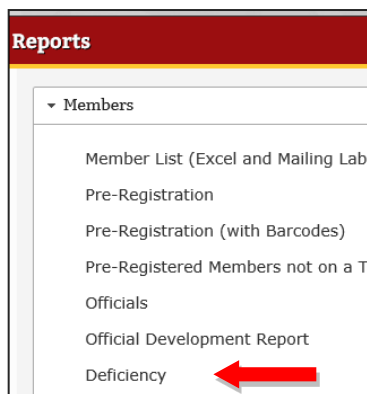 Reports
Members
Member List (Excel and Mailing Lab
Pre-Registration
Pre-Registration (with Barcodes)
Pre-Registered Members not on a T
Officials
Official Development Report
Deficiency